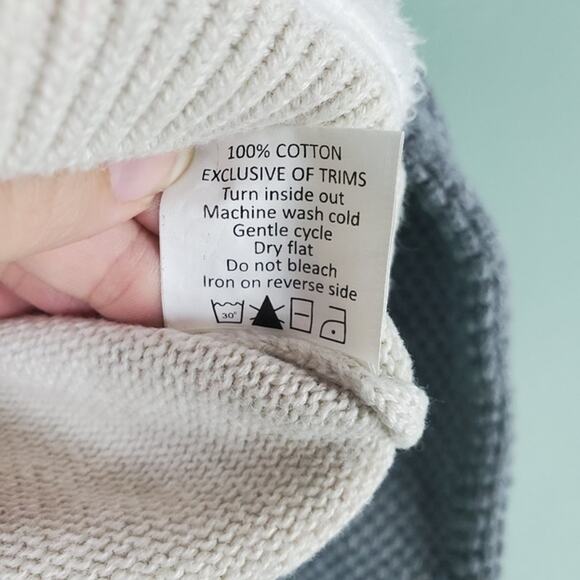 100% COTTON
EXCLUSIVE OF TRIMS
Turn inside out
Machine wash cold
Gentle cycle
Dry flat
Do not bleach
Iron on reverse side
30°